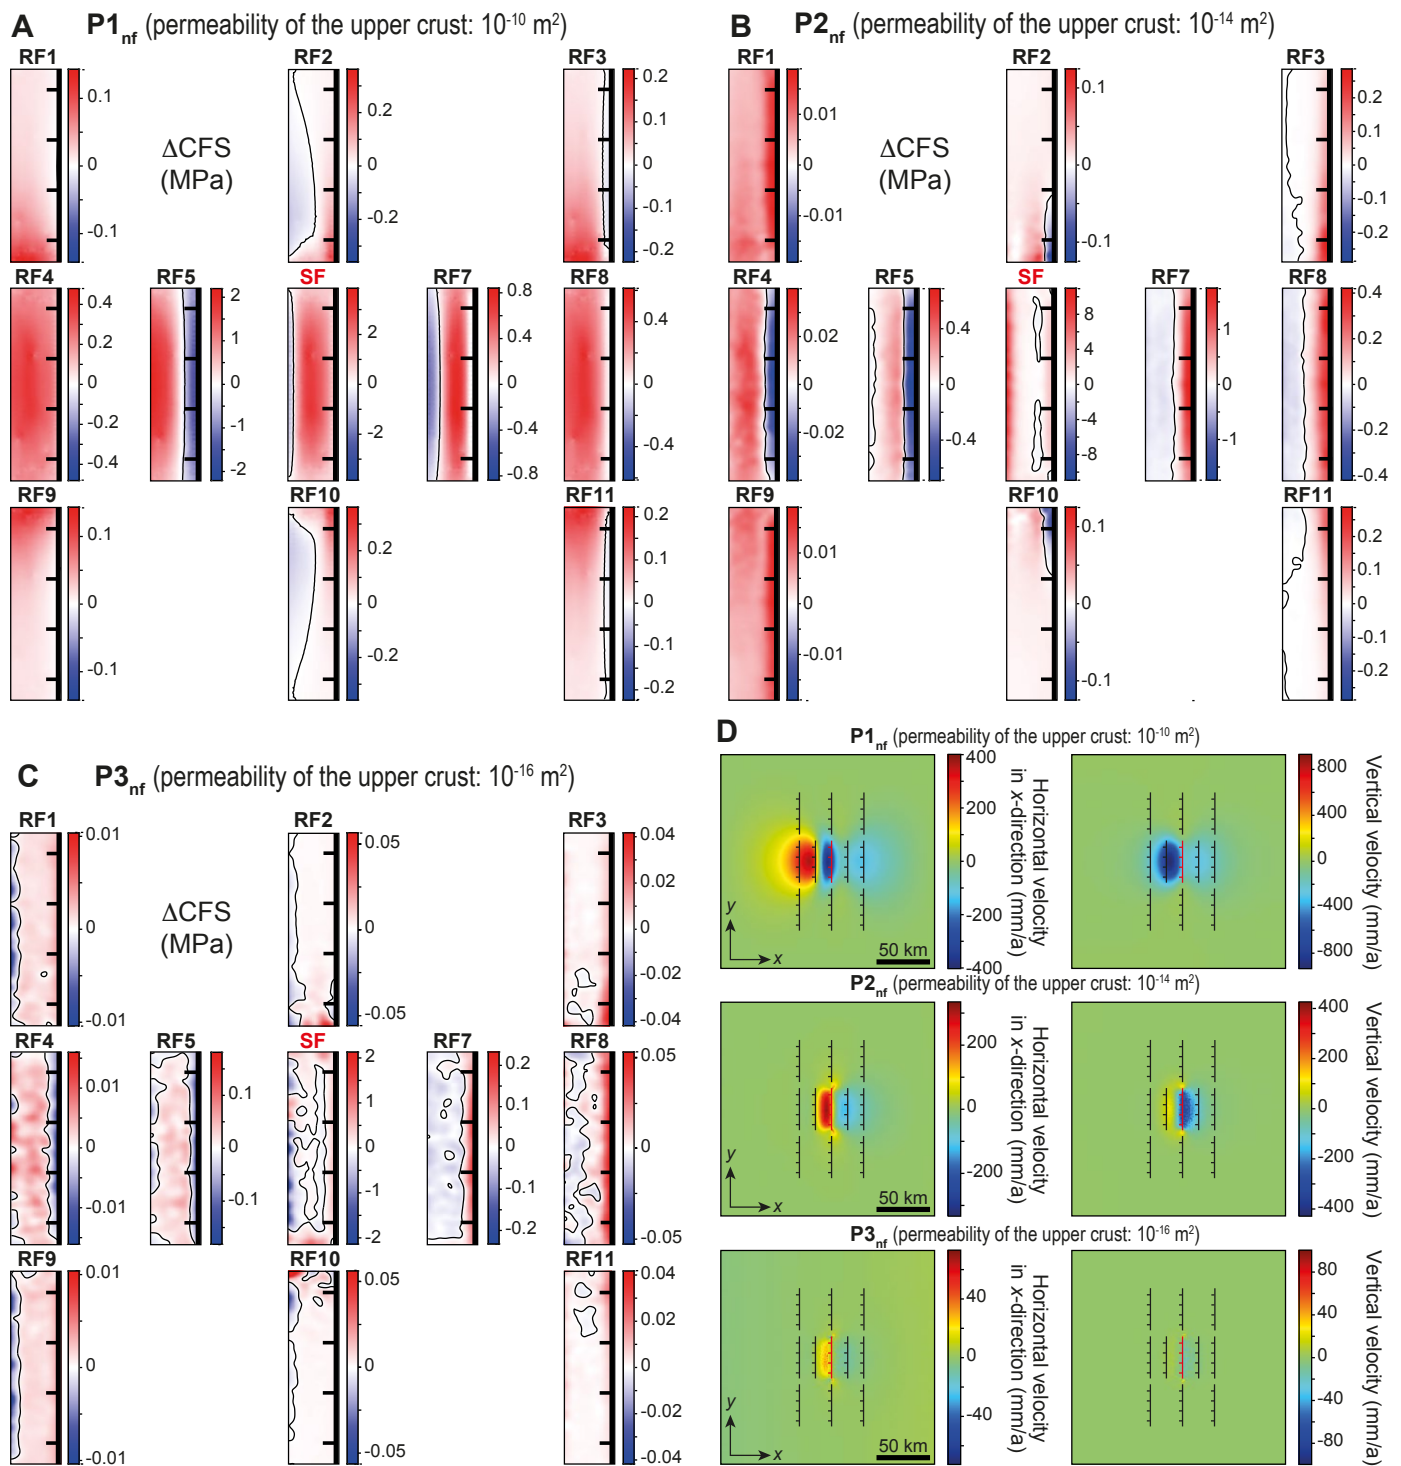 A P1nf (permeability of the upper crust: 10-10 m2)
RF1 RF2 RF3
0.1 0 -0.1
ΔCFS
(MPa)
0.2 0 -0.2
0.2 0.1 0 -0.1 -0.2
RF4 RF5 SF RF7 RF8
0.4 0.2 0 -0.2 -0.4
2 1 0 -1 -2
2 0 -2
0.8 0.4 0 -0.4 -0.8
0.4 0 -0.4
RF9 RF10 RF11
0.1 0 -0.1
0.2 0 -0.2
0.2 0.1 0 -0.1 -0.2
B P2nf (permeability of the upper crust: 10-14 m2)
RF1 RF2 RF3
0.01 -0.01
ΔCFS
(MPa)
0.1 0 -0.1
0.2 0.1 0 -0.1 -0.2
RF4 RF5 SF RF7 RF8
0.02 -0.02
0.4 -0.4
8 4 0 -4 -8
1 0 -1
0.4 0.2 0 -0.2 -0.4
RF9 RF10 RF11
0.01 -0.01
0.1 0 -0.1
0.2 0.1 0 -0.1 -0.2
C P3nf (permeability of the upper crust: 10-16 m2)
RF1 RF2 RF3
0.01 0 -0.01
ΔCFS
(MPa)
0.05 0 -0.05
0.04 0.02 0 -0.02 -0.04
RF4 RF5 SF RF7 RF8
0.01 0 -0.01
0.1 0 -0.1
2 1 0 -1 -2
0.2 0.1 0 -0.1 -0.2
0.05 0 -0.05
RF9 RF10 RF11
0.01 0 -0.01
0.05 0 -0.05
0.04 0.02 0 -0.02 -0.04
D P1nf (permeability of the upper crust: 10-10 m2)
y x 50 km
400 200 0 -200 -400
Horizontal velocity
in x-direction (mm/a)
800 400 0 -400 -800
Vertical velocity (mm/a)
P2nf (permeability of the upper crust: 10-14 m2)
y x 50 km
200 0 -200
Horizontal velocity
in x-direction (mm/a)
400 200 0 -200 -400
Vertical velocity (mm/a)
P3nf (permeability of the upper crust: 10-16 m2)
y x 50 km
40 0 -40
Horizontal velocity
in x-direction (mm/a)
80 40 0 -40 -80
Vertical velocity (mm/a)